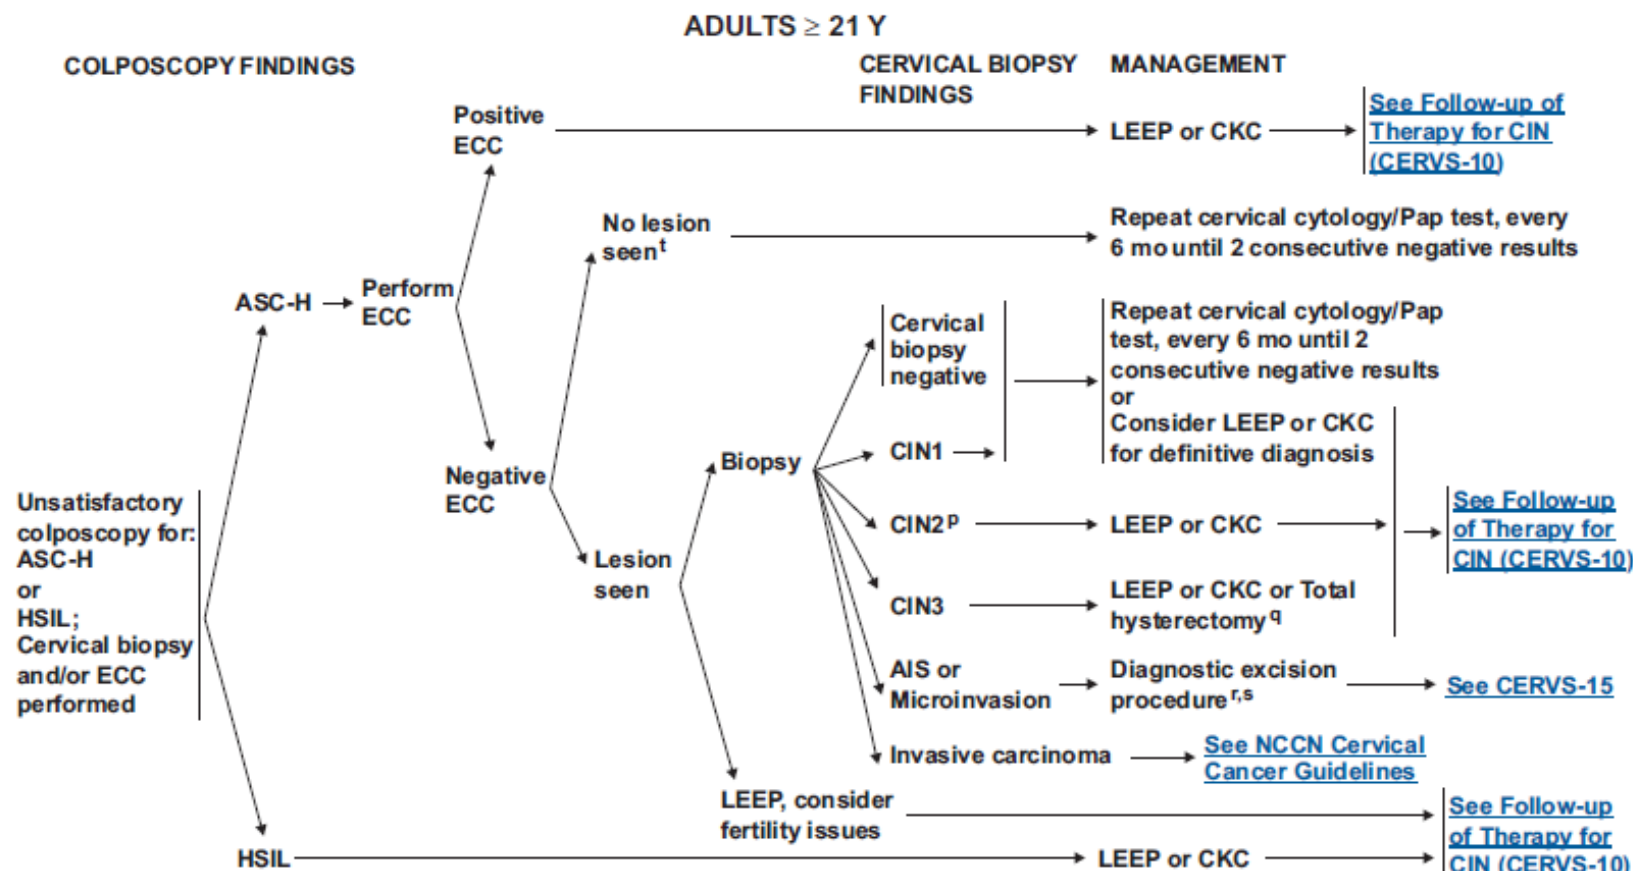 ADULTS ≥ 21 Y
COLPOSCOPY FINDINGS
CERVICAL BIOPSY
FINDINGS
MANAGEMENT
Positive
ECC
LEEP or CKC
See Follow-up of
Therapy for CIN
(CERVS-10)
No lesion
seen t
Repeat cervical cytology/Pap test, every
6 mo until 2 consecutive negative results
ASC-H
Perform
ECC
Cervical
biopsy
negative
Repeat cervical cytology/Pap
test, every 6 mo until 2
consecutive negative results
or
Consider LEEP or CKC
for definitive diagnosis
Negative
ECC
Biopsy
CIN1
Unsatisfactory
colposcopy for:
ASC-H
or
HSIL;
Cervical biopsy
and/or ECC
performed
CIN2 p
LEEP or CKC
See Follow-up
of Therapy for
CIN (CERVS-10)
Lesion
seen
CIN3
LEEP or CKC or Total
hysterectomy q
AIS or
Microinvasion
Diagnostic excision
procedure r,s
See CERVS-15
Invasive carcinoma
See NCCN Cervical
Cancer Guidelines
LEEP, consider
fertility issues
See Follow-up
of Therapy for
CIN (CERVS-10)
HSIL
LEEP or CKC